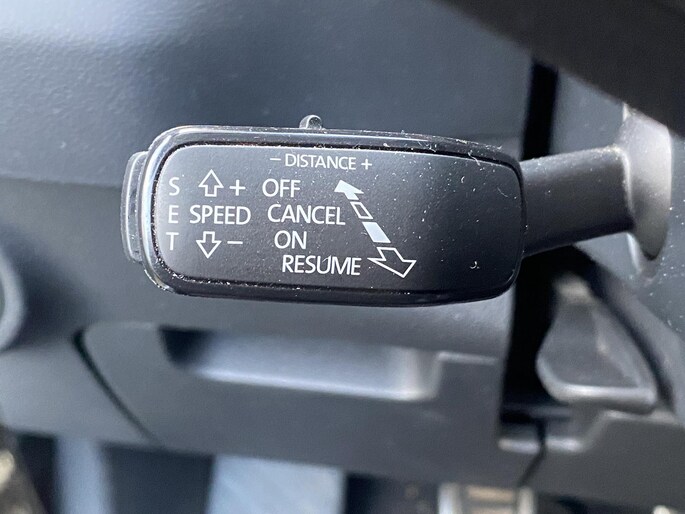 - DISTANCE +
S + OFF
E SPEED CANCEL
T - ON
RESUME